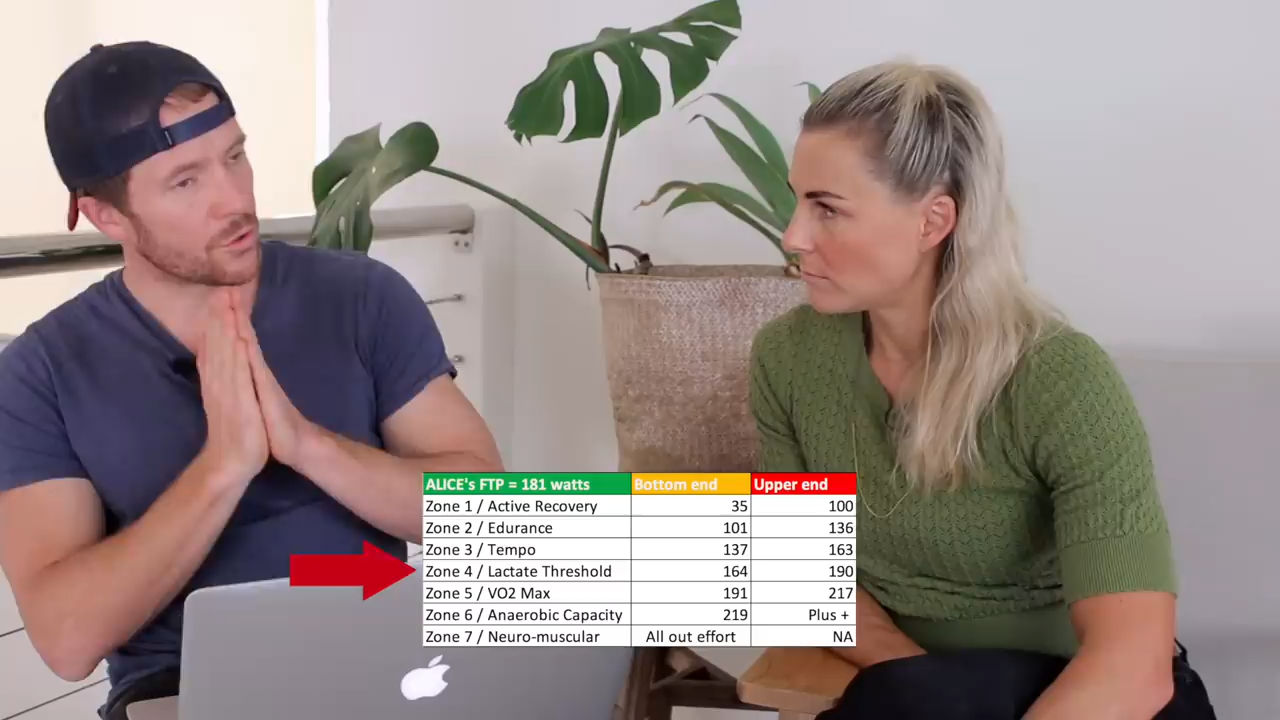 ALICE's FTP = 181 watts Bottom end Upper end
Zone 1 / Active Recovery 35 100
Zone 2 / Edurance 101 136
Zone 3 / Tempo 137 163
Zone 4 / Lactate Threshold 164 190
Zone 5 / VO2 Max 191 217
Zone 6 / Anaerobic Capacity 219 Plus +
Zone 7 / Neuro-muscular All out effort NA